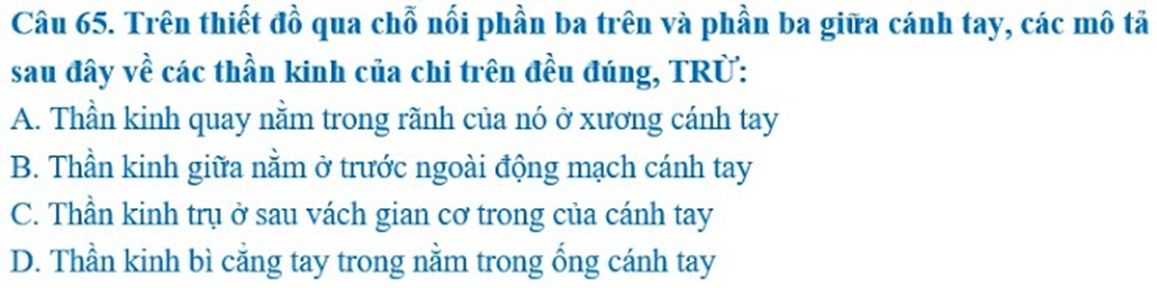 Câu 65. Trên thiết đồ qua chỗ nối phần ba trên và phần ba giữa cánh tay, các mô tả
sau đây về các thần kinh của chi trên đều đúng, TRỪ:
A. Thần kinh quay nằm trong rãnh của nó ở xương cánh tay
B. Thần kinh giữa nằm ở trước ngoài động mạch cánh tay
C. Thần kinh trụ ở sau vách gian cơ trong của cánh tay
D. Thần kinh bì cẳng tay trong nằm trong ống cánh tay